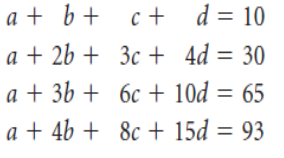 a + b + c + d = 10
a + 2b + 3c + 4d = 30
a + 3b + 6c + 10d = 65
a + 4b + 8c + 15d = 93